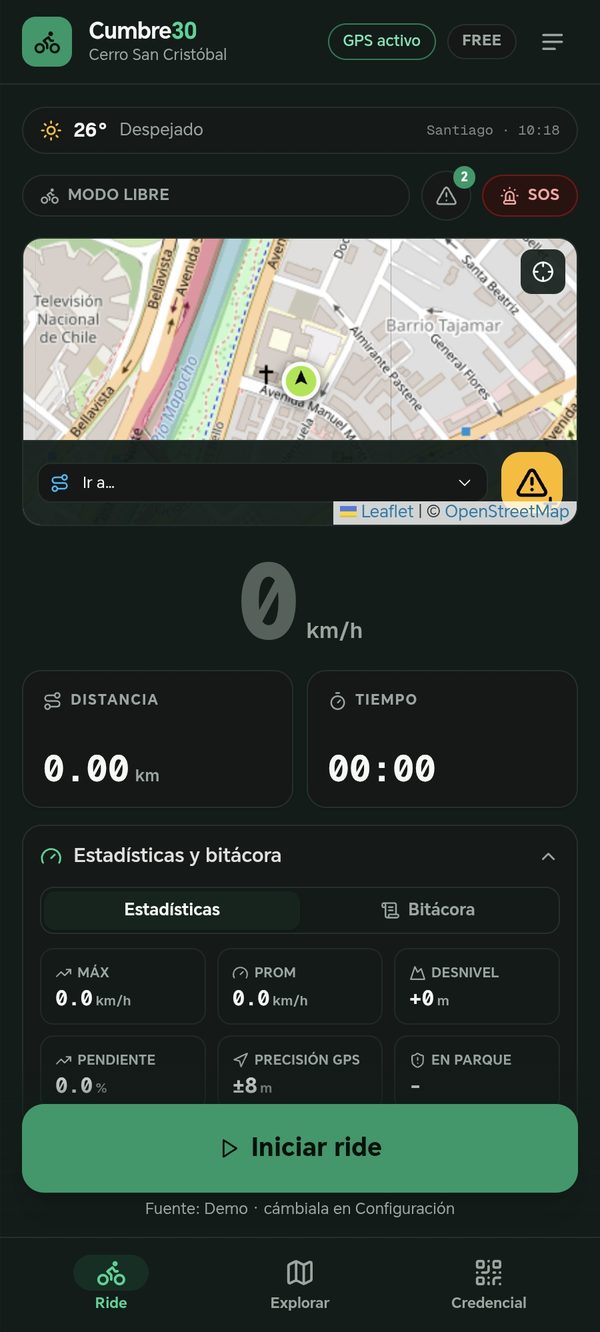 Cumbre30
Cerro San Cristóbal
GPS activo
FREE
26° Despejado
Santiago · 10:18
MODO LIBRE
2
SOS
Televisión
Nacional
de Chile
Bellavista
Avenida
Bellavista
Río Mapocho
Santa Beatriz
Barrio Tajamar
Almirante Pastene
General Flores
Avenida Manuel M
Avenida
Ir a...
Leaflet | © OpenStreetMap
0 km/h
DISTANCIA
0.00 km
TIEMPO
00:00
Estadísticas y bitácora
Estadísticas
Bitácora
MÁX
0.0 km/h
PROM
0.0 km/h
DESNIVEL
+0 m
PENDIENTE
0.0 %
PRECISIÓN GPS
±8 m
EN PARQUE
-
Iniciar ride
Fuente: Demo · cámbiala en Configuración
Ride
Explorar
Credencial